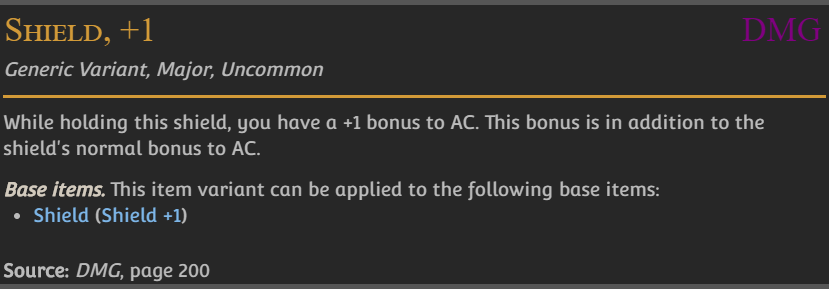 Shield, +1 DMG
Generic Variant, Major, Uncommon
While holding this shield, you have a +1 bonus to AC. This bonus is in addition to the
shield's normal bonus to AC.
Base items. This item variant can be applied to the following base items:
• Shield (Shield +1)
Source: DMG, page 200